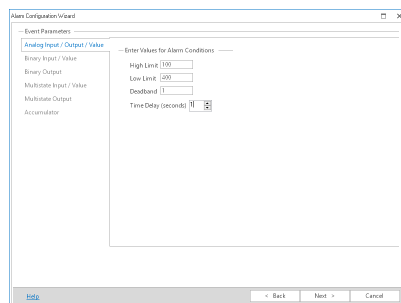 Alarm Configuration Wizard
Event Parameters
Analog Input / Output / Value
Binary Input / Value
Binary Output
Multistate Input / Value
Multistate Output
Accumulator
Enter Values for Alarm Conditions
High Limit 100
Low Limit 400
Deadband 1
Time Delay (seconds) 1
Help
< Back
Next >
Cancel